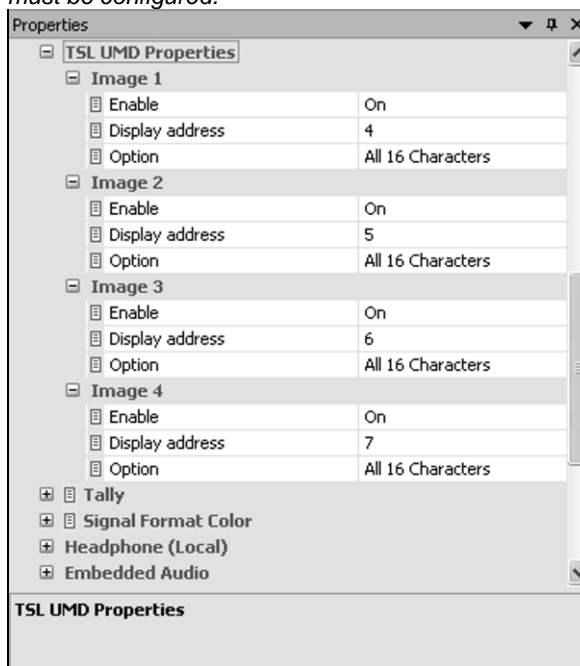 must be configured.
Properties
TSL UMD Properties
Image 1
Enable On
Display address 4
Option All 16 Characters
Image 2
Enable On
Display address 5
Option All 16 Characters
Image 3
Enable On
Display address 6
Option All 16 Characters
Image 4
Enable On
Display address 7
Option All 16 Characters
Tally
Signal Format Color
Headphone (Local)
Embedded Audio
TSL UMD Properties